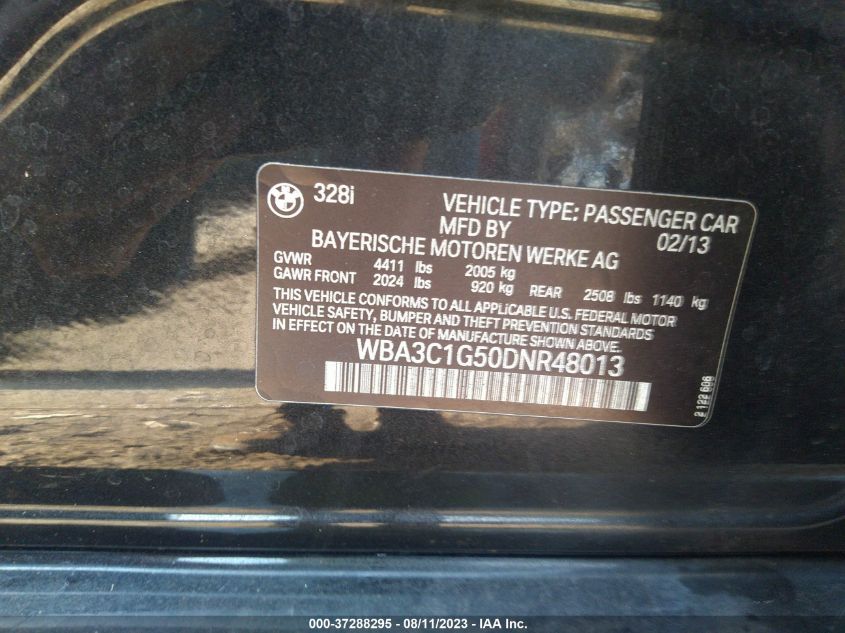 328i
VEHICLE TYPE: PASSENGER CAR
MFD BY 02/13
BAYERISCHE MOTOREN WERKE AG
GVWR 4411 lbs 2005 kg
GAWR FRONT 2024 lbs 920 kg REAR 2508 lbs 1140 kg
THIS VEHICLE CONFORMS TO ALL APPLICABLE U.S. FEDERAL MOTOR
VEHICLE SAFETY, BUMPER AND THEFT PREVENTION STANDARDS
IN EFFECT ON THE DATE OF MANUFACTURE SHOWN ABOVE.
WBA3C1G50DNR48013
2 122 686
000-37288295 - 08/11/2023 - IAA Inc.